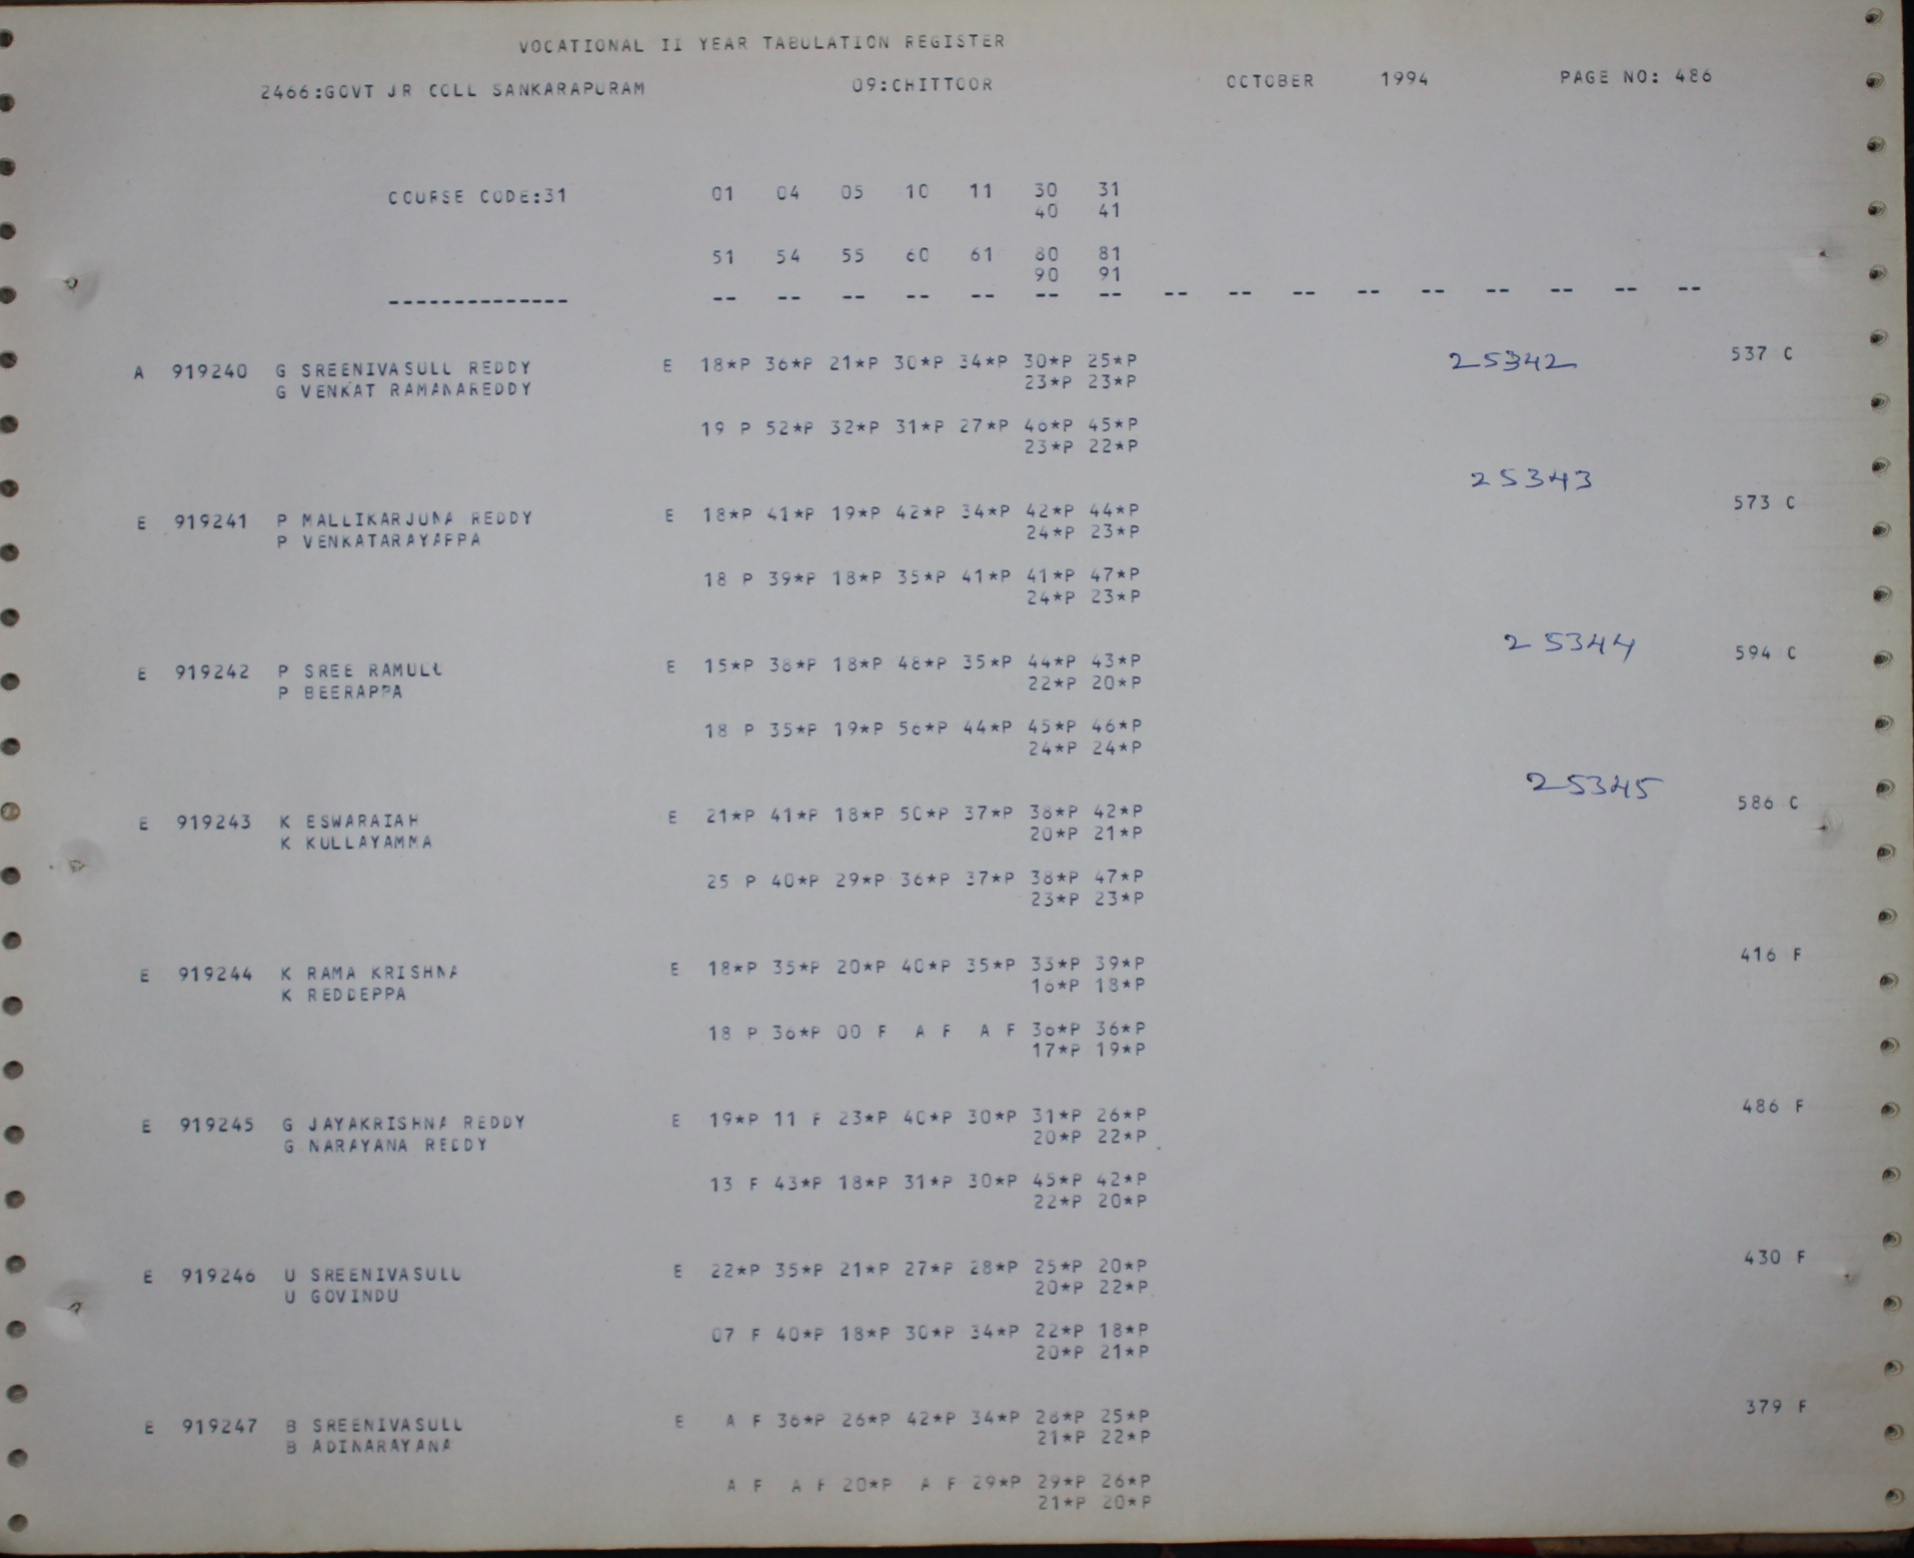 VOCATIONAL II YEAR TABULATION REGISTER
2466:GOVT JR COLL SANKARAPURAM 09:CHITTOOR OCTOBER 1994 PAGE NO: 486
COURSE CODE:31 01 04 05 10 11 30 31
40 41
51 54 55 60 61 80 81
90 91
-------------- -- -- -- -- -- -- -- -- -- -- -- -- -- -- -- --
A 919240 G SREENIVASULL REDDY E 18*P 36*P 21*P 30*P 34*P 30*P 25*P 25342 537 C
G VENKAT RAMANAREDDY 23*P 23*P
19 P 52*P 32*P 31*P 27*P 46*P 45*P
23*P 22*P
25343
E 919241 P MALLIKARJUNA REDDY E 18*P 41*P 19*P 42*P 34*P 42*P 44*P 573 C
P VENKATARAYAPPA 24*P 23*P
18 P 39*P 18*P 35*P 41*P 41*P 47*P
24*P 23*P
25344
E 919242 P SREE RAMULU E 15*P 38*P 18*P 48*P 35*P 44*P 43*P 594 C
P BEERAPPA 22*P 20*P
18 P 35*P 19*P 56*P 44*P 45*P 46*P
24*P 24*P
25345
E 919243 K ESWARAIAH E 21*P 41*P 18*P 50*P 37*P 38*P 42*P 586 C
K KULLAYAMMA 20*P 21*P
25 P 40*P 29*P 36*P 37*P 38*P 47*P
23*P 23*P
E 919244 K RAMA KRISHNA E 18*P 35*P 20*P 40*P 35*P 33*P 39*P 416 F
K REDDEPPA 16*P 18*P
18 P 36*P 00 F A F A F 36*P 36*P
17*P 19*P
E 919245 G JAYAKRISHNA REDDY E 19*P 11 F 23*P 40*P 30*P 31*P 26*P 486 F
G NARAYANA REDDY 20*P 22*P
13 F 43*P 18*P 31*P 30*P 45*P 42*P
22*P 20*P
E 919246 U SREENIVASULU E 22*P 35*P 21*P 27*P 28*P 25*P 20*P 430 F
U GOVINDU 20*P 22*P
07 F 40*P 18*P 30*P 34*P 22*P 18*P
20*P 21*P
E 919247 B SREENIVASULL E A F 36*P 26*P 42*P 34*P 28*P 25*P 379 F
B ADINARAYANA 21*P 22*P
A F A F 20*P A F 29*P 29*P 26*P
21*P 20*P